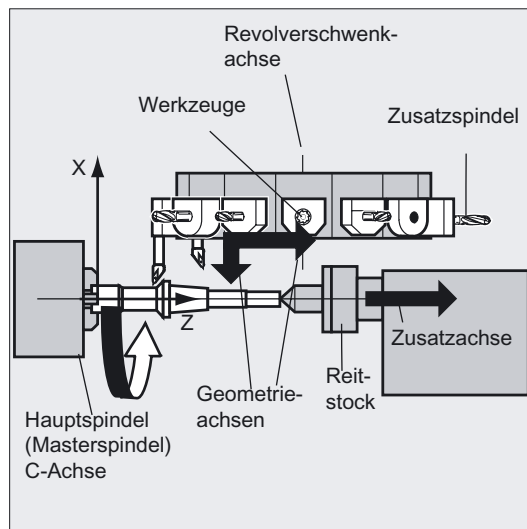 Revolverschwenk-
achse
Werkzeuge
Zusatzspindel
X
Z
Zusatzachse
Geometrie-
achsen
Reit-
stock
Hauptspindel
(Masterspindel)
C-Achse